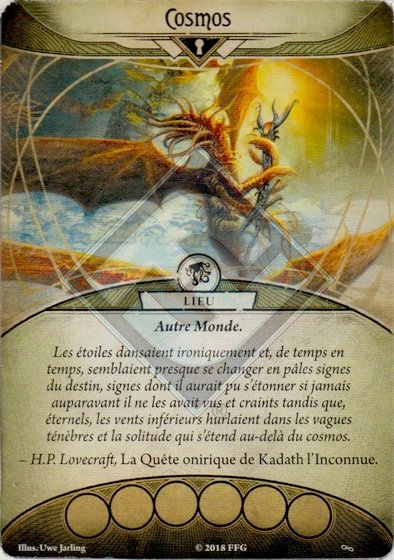 Cosmos
LIEU
Autre Monde.
Les étoiles dansaient ironiquement et, de temps en
temps, semblaient presque se changer en pâles signes
du destin, signes dont il aurait pu s'étonner si jamais
auparavant il ne les avait vus et craints tandis que,
éternels, les vents inférieurs hurlaient dans les vagues
ténèbres et la solitude qui s'étend au-delà du cosmos.
– H.P. Lovecraft, La Quête onirique de Kadath l'Inconnue.
Illus. Uwe Jarling
© 2018 FFG